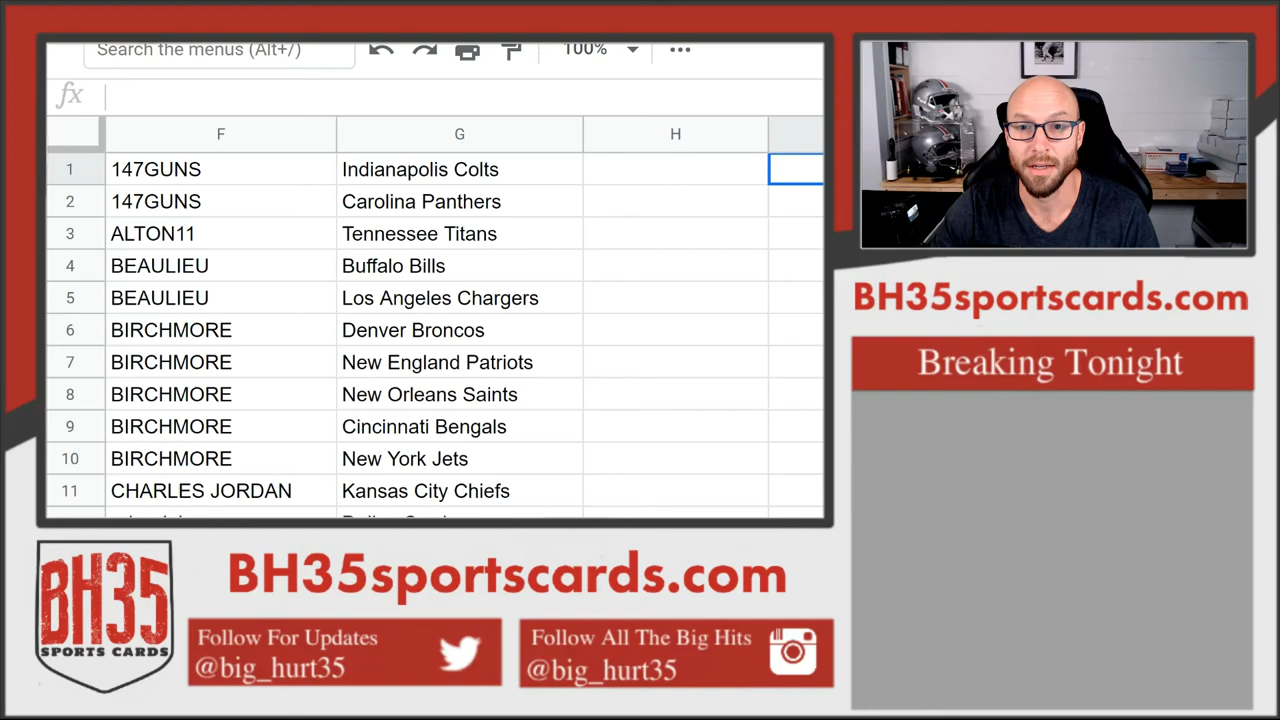 Search the menus (Alt+/)
100%
fx
F G H
1 147GUNS Indianapolis Colts
2 147GUNS Carolina Panthers
3 ALTON11 Tennessee Titans
4 BEAULIEU Buffalo Bills
5 BEAULIEU Los Angeles Chargers
6 BIRCHMORE Denver Broncos
7 BIRCHMORE New England Patriots
8 BIRCHMORE New Orleans Saints
9 BIRCHMORE Cincinnati Bengals
10 BIRCHMORE New York Jets
11 CHARLES JORDAN Kansas City Chiefs
BH35sportscards.com
Breaking Tonight
BH35
SPORTS CARDS
BH35sportscards.com
Follow For Updates
@big_hurt35
Follow All The Big Hits
@big_hurt35